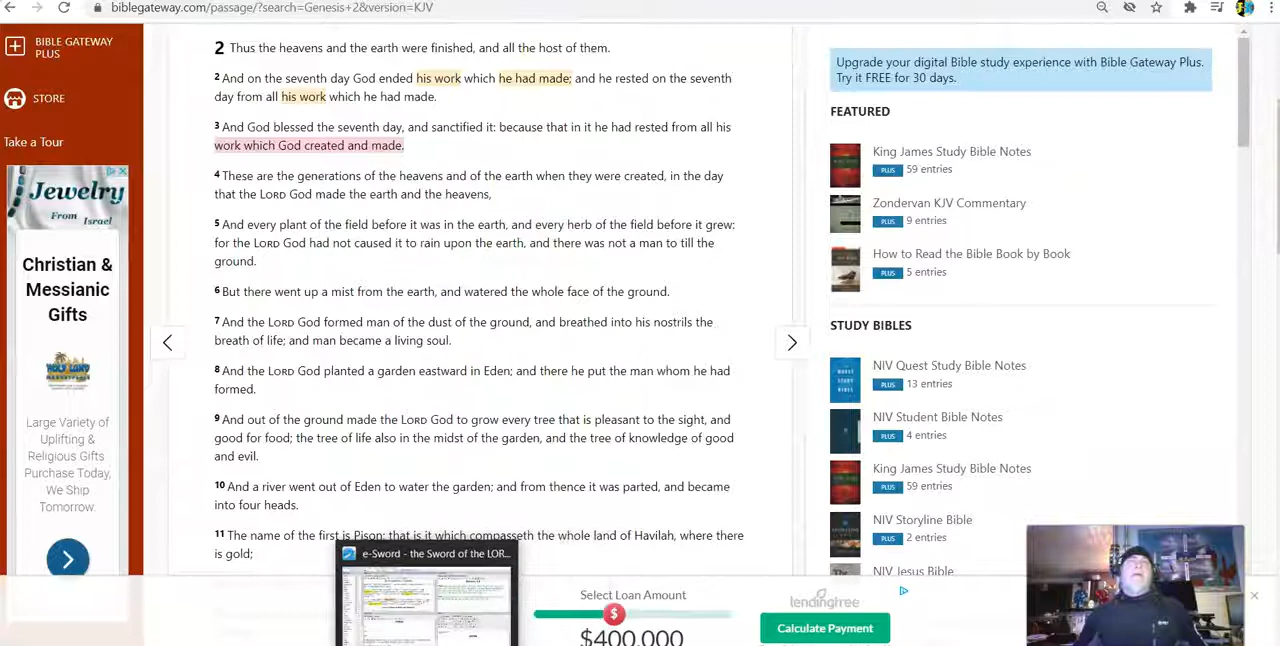 biblegateway.com/passage/?search=Genesis+2&version=KJV
BIBLE GATEWAY
PLUS
STORE
Take a Tour
Jewelry
From Israel
Christian &
Messianic
Gifts
Large Variety of
Uplifting &
Religious Gifts
Purchase Today,
We Ship
Tomorrow.
2 Thus the heavens and the earth were finished, and all the host of them.
2 And on the seventh day God ended his work which he had made; and he rested on the seventh
day from all his work which he had made.
3 And God blessed the seventh day, and sanctified it: because that in it he had rested from all his
work which God created and made.
4 These are the generations of the heavens and of the earth when they were created, in the day
that the LORD God made the earth and the heavens,
5 And every plant of the field before it was in the earth, and every herb of the field before it grew:
for the LORD God had not caused it to rain upon the earth, and there was not a man to till the
ground.
6 But there went up a mist from the earth, and watered the whole face of the ground.
7 And the LORD God formed man of the dust of the ground, and breathed into his nostrils the
breath of life; and man became a living soul.
8 And the LORD God planted a garden eastward in Eden; and there he put the man whom he had
formed.
9 And out of the ground made the LORD God to grow every tree that is pleasant to the sight, and
good for food; the tree of life also in the midst of the garden, and the tree of knowledge of good
and evil.
10 And a river went out of Eden to water the garden; and from thence it was parted, and became
into four heads.
11 The name of the first is Pison: that is it which compasseth the whole land of Havilah, where there
is gold;
e-Sword - the Sword of the LOR...
Select Loan Amount
$
$400,000
lendingtree
Calculate Payment
Upgrade your digital Bible study experience with Bible Gateway Plus.
Try it FREE for 30 days.
FEATURED
King James Study Bible Notes
PLUS 59 entries
Zondervan KJV Commentary
PLUS 9 entries
How to Read the Bible Book by Book
PLUS 5 entries
STUDY BIBLES
NIV Quest Study Bible Notes
PLUS 13 entries
NIV Student Bible Notes
PLUS 4 entries
King James Study Bible Notes
PLUS 59 entries
NIV Storyline Bible
PLUS 2 entries
NIV Jesus Bible